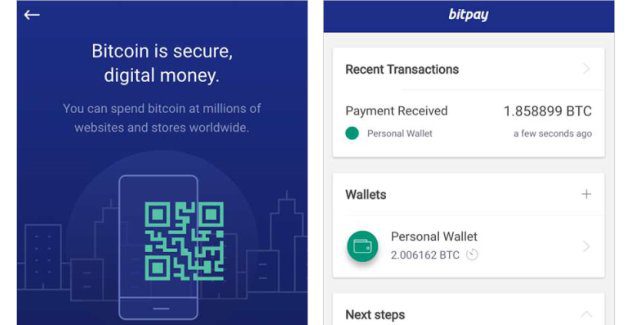 Bitcoin is secure,
digital money.
You can spend bitcoin at millions of
websites and stores worldwide.
bitpay
Recent Transactions
Payment Received
1.858899 BTC
Personal Wallet
a few seconds ago
Wallets
Personal Wallet
2.006162 BTC
Next steps